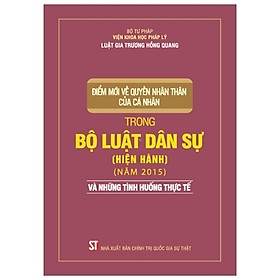 BỘ TƯ PHÁP
VIỆN KHOA HỌC PHÁP LÝ
LUẬT GIA TRƯƠNG HỒNG QUANG
ĐIỂM MỚI VỀ QUYỀN NHÂN THÂN
CỦA CÁ NHÂN
TRONG
BỘ LUẬT DÂN SỰ
(HIỆN HÀNH)
(NĂM 2015)
VÀ NHỮNG TÌNH HUỐNG THỰC TẾ
ST NHÀ XUẤT BẢN CHÍNH TRỊ QUỐC GIA SỰ THẬT